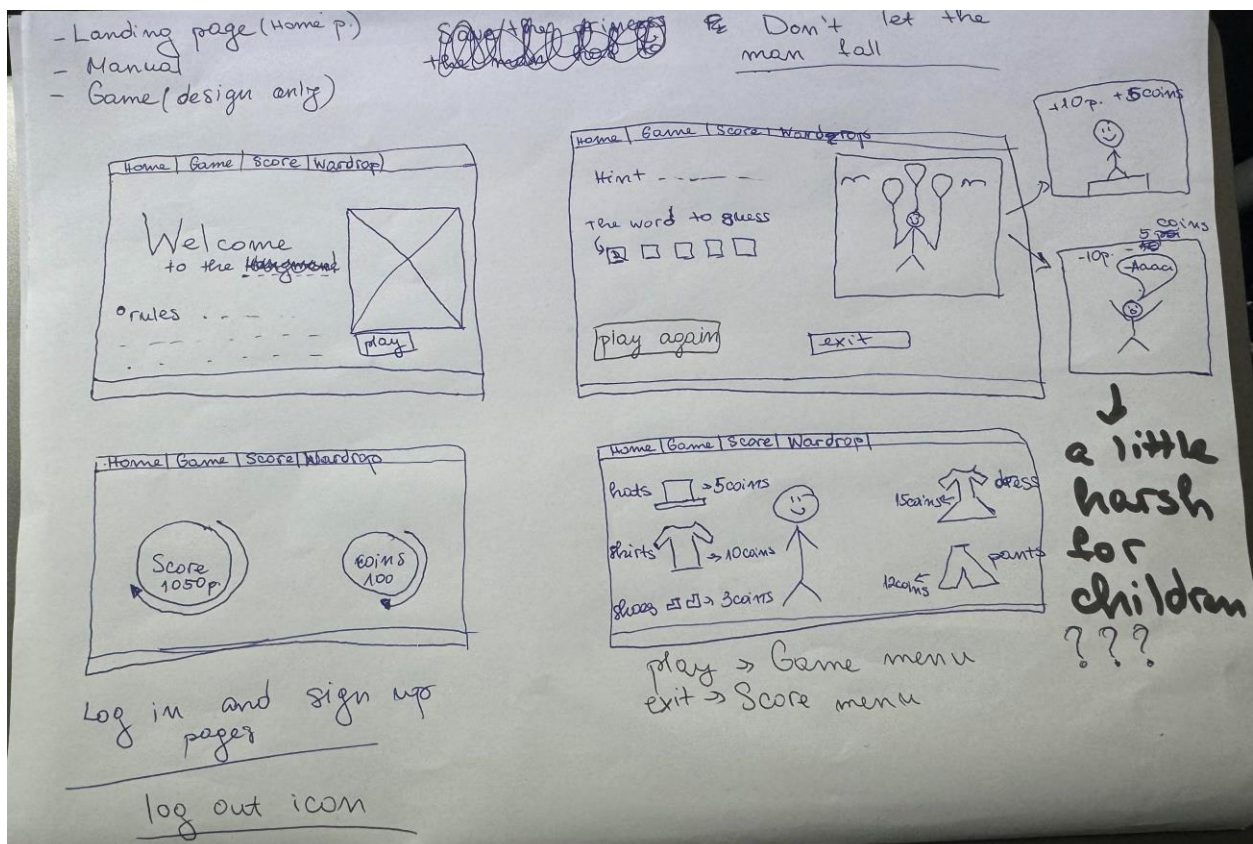 - Landing page (Home p.)
- Manual
- Game (design only)
Don't let the
man fall
Home | Game | Score | Wardrop
Welcome
to the
rules
play
Home | Game | Score | Wardrops
Hint
The word to guess
play again
exit
+10p. +5coins
coins
5
-10p.
-Aaaa
↓
a little
harsh
for
children
???
Home | Game | Score | Wardrop
Score
1050p.
coins
100
Home | Game | Score | Wardrop
hats → 5coins
shirts → 10coins
shoes → 3coins
15coins ← dress
12coins ← pants
play → Game menu
exit → Score menu
Log in and sign up
pages
log out icon